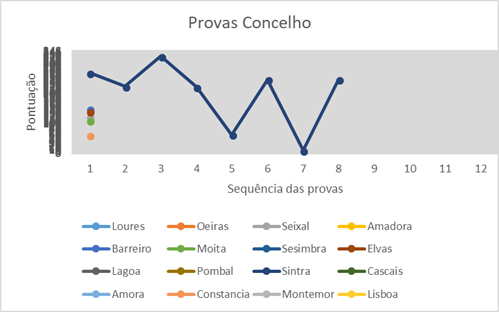 Provas Concelho
Pontuação
1 2 3 4 5 6 7 8 9 10 11 12
Sequência das provas
Loures Oeiras Seixal Amadora
Barreiro Moita Sesimbra Elvas
Lagoa Pombal Sintra Cascais
Amora Constancia Montemor Lisboa